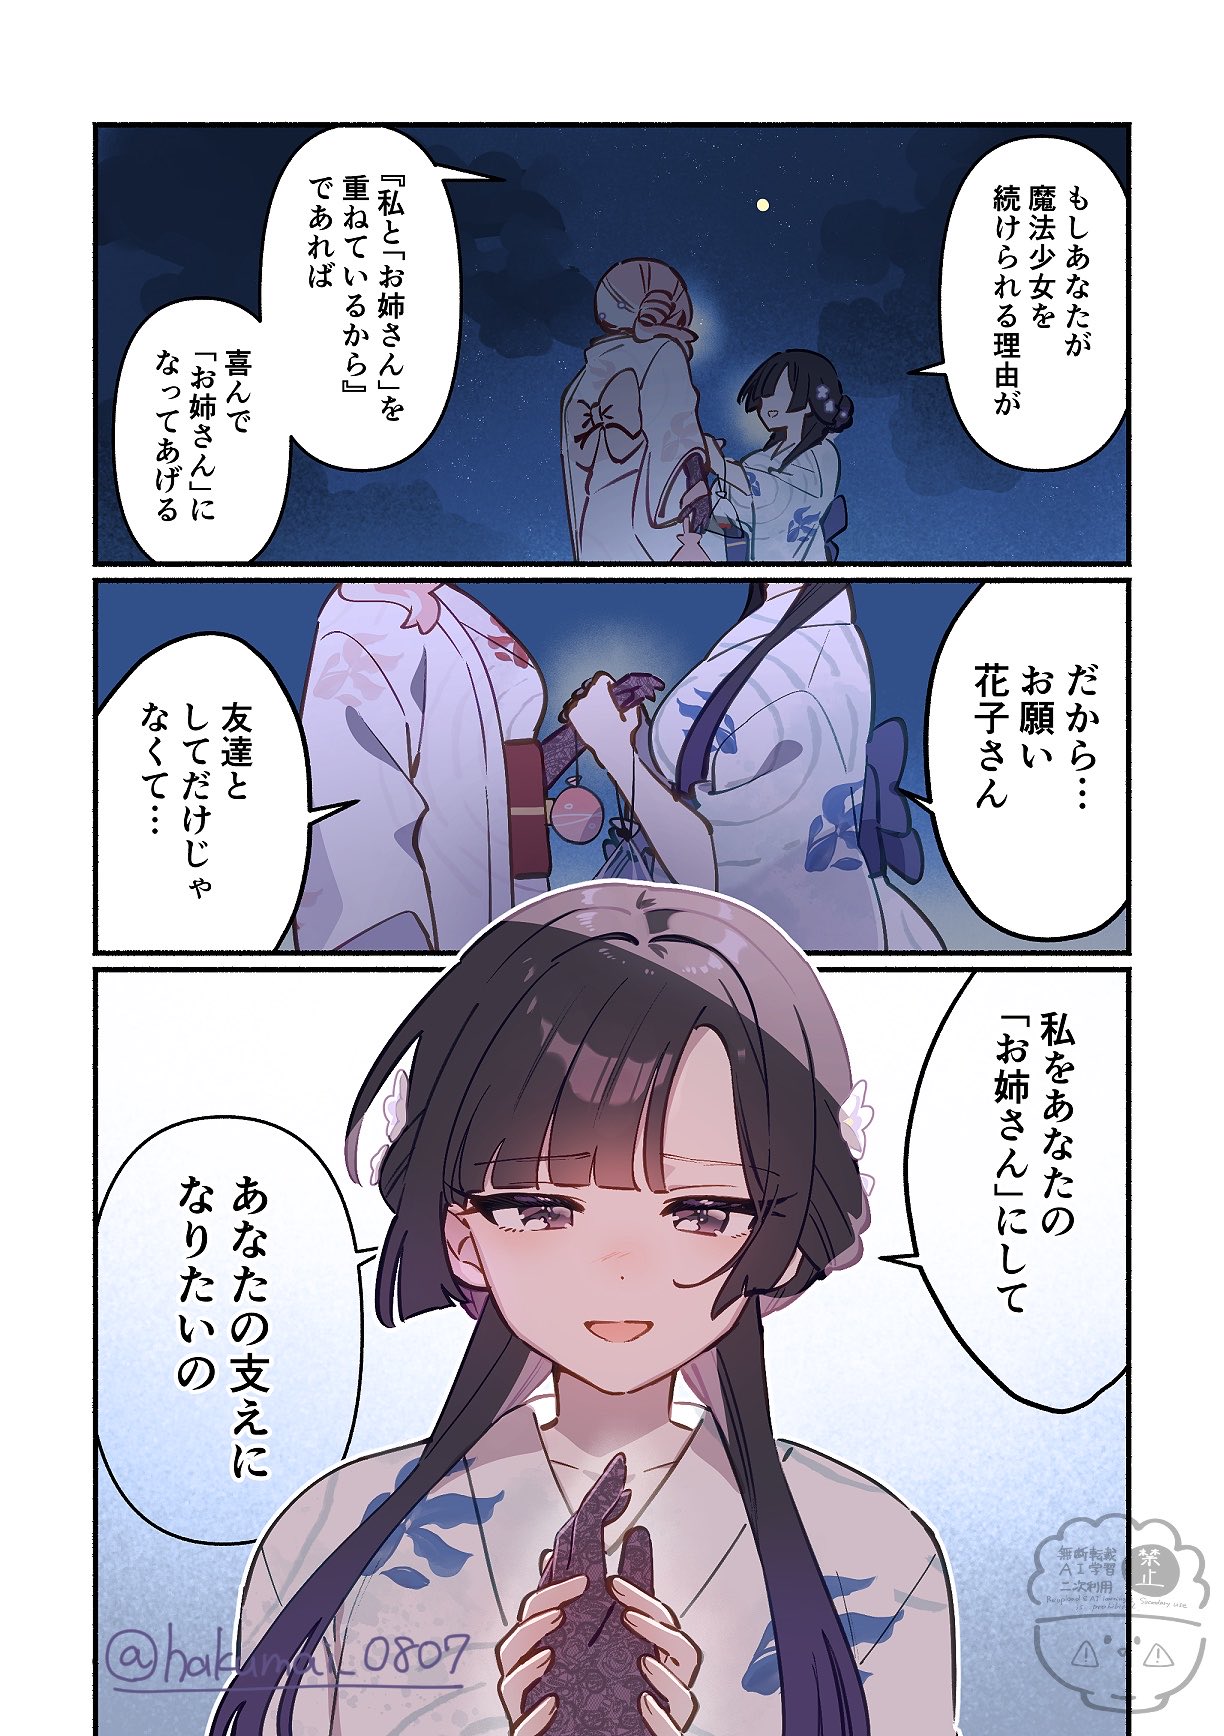 もしあなたが
魔法少女を
続けられる理由が
『私と「お姉さん」を
重ねているから』
であれば
喜んで
「お姉さん」に
なってあげる
だから…
お願い
花子さん
友達と
してだけじゃ
なくて…
私をあなたの
「お姉さん」にして
あなたの支えに
なりたいの
@hakumai_0807
無断転載
AI学習
二次利用
禁止